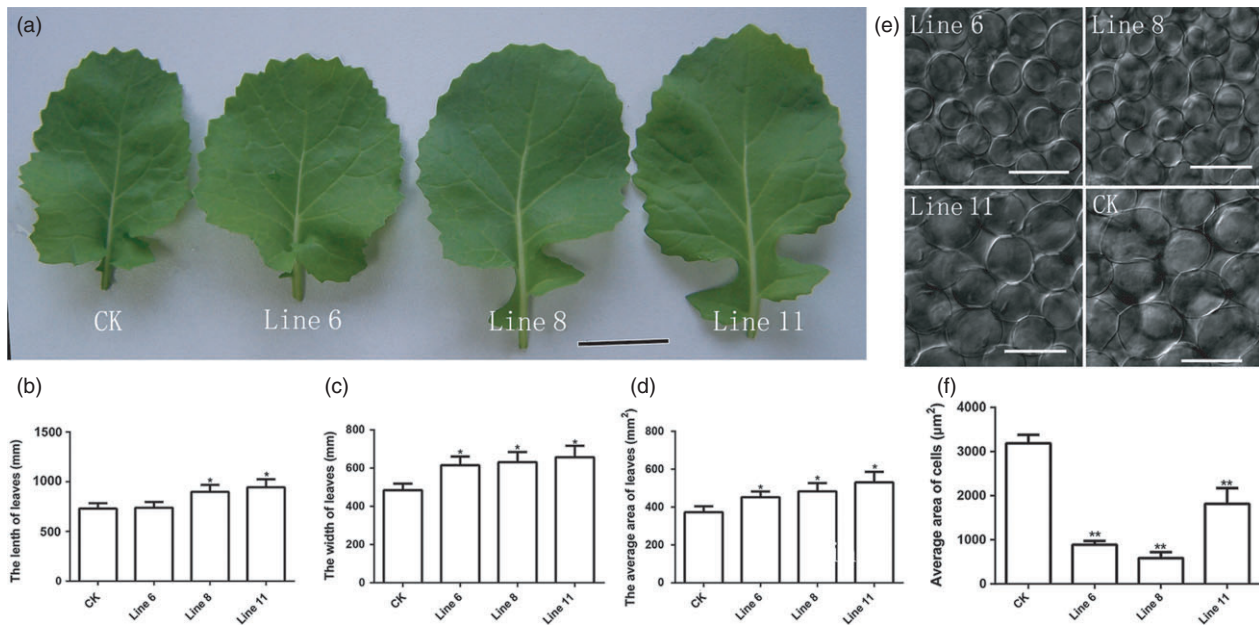 (a)
CK
Line 6
Line 8
Line 11
(e)
Line 6
Line 8
Line 11
CK
(b)
The lenth of leaves (mm)
1500
1000
500
0
*
*
CK
Line 6
Line 8
Line 11
(c)
The width of leaves (mm)
800
600
400
200
0
*
*
*
CK
Line 6
Line 8
Line 11
(d)
The average area of leaves (mm²)
800
600
400
200
0
*
*
*
CK
Line 6
Line 8
Line 11
(f)
Average area of cells (μm²)
4000
3000
2000
1000
0
**
**
**
CK
Line 6
Line 8
Line 11